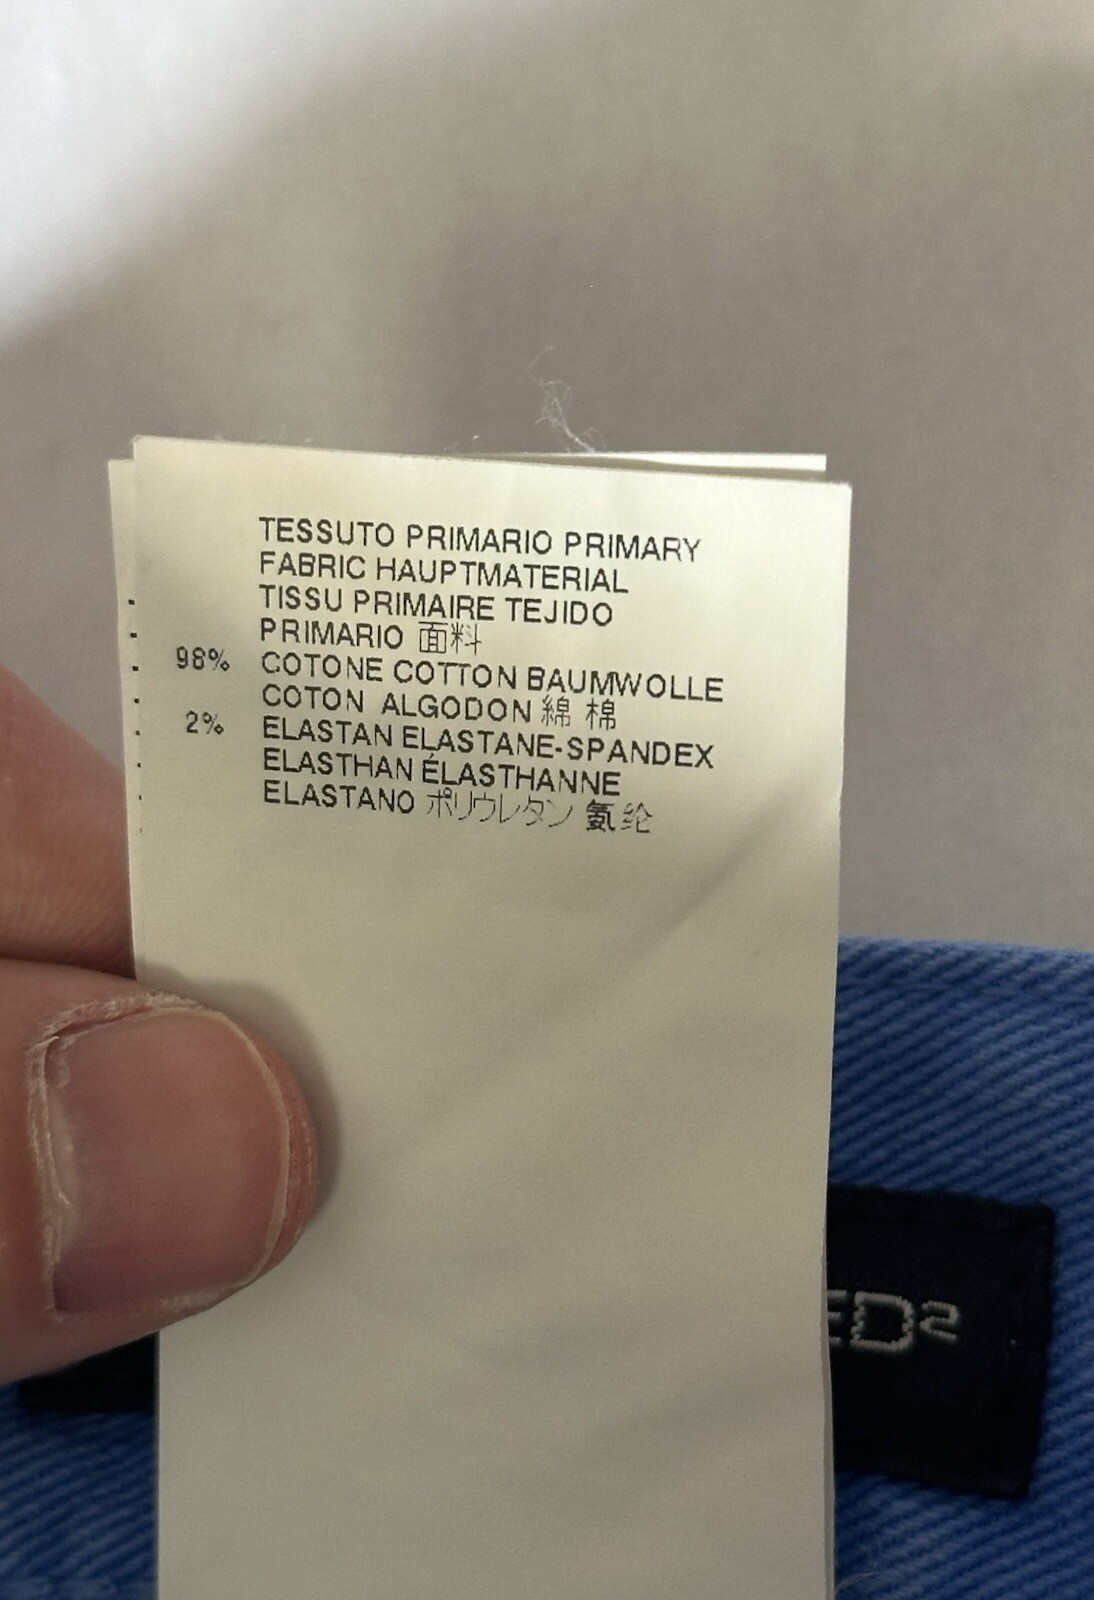 TESSUTO PRIMARIO PRIMARY
FABRIC HAUPTMATERIAL
TISSU PRIMAIRE TEJIDO
PRIMARIO 面料
98% COTONE COTTON BAUMWOLLE
COTON ALGODON 綿 棉
2% ELASTAN ELASTANE-SPANDEX
ELASTHAN ÉLASTHANNE
ELASTANO ポリウレタン 氨纶
ED2